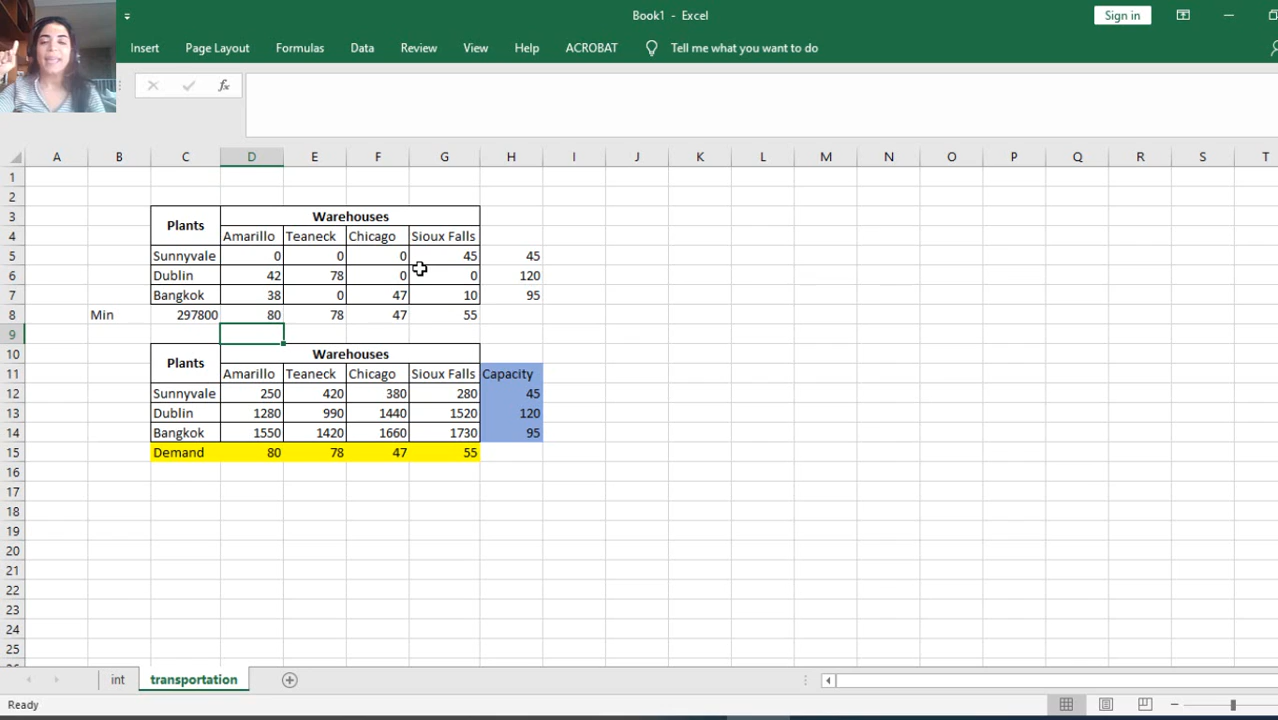 Book1 - Excel
Sign in
Insert Page Layout Formulas Data Review View Help ACROBAT Tell me what you want to do
fx
A B C D E F G H I J K L M N O P Q R S T
1
2
3 Plants Warehouses
4 Amarillo Teaneck Chicago Sioux Falls
5 Sunnyvale 0 0 0 45 45
6 Dublin 42 78 0 0 120
7 Bangkok 38 0 47 10 95
8 Min 297800 80 78 47 55
9
10 Plants Warehouses
11 Amarillo Teaneck Chicago Sioux Falls Capacity
12 Sunnyvale 250 420 380 280 45
13 Dublin 1280 990 1440 1520 120
14 Bangkok 1550 1420 1660 1730 95
15 Demand 80 78 47 55
16
17
18
19
20
21
22
23
24
25
int transportation
Ready